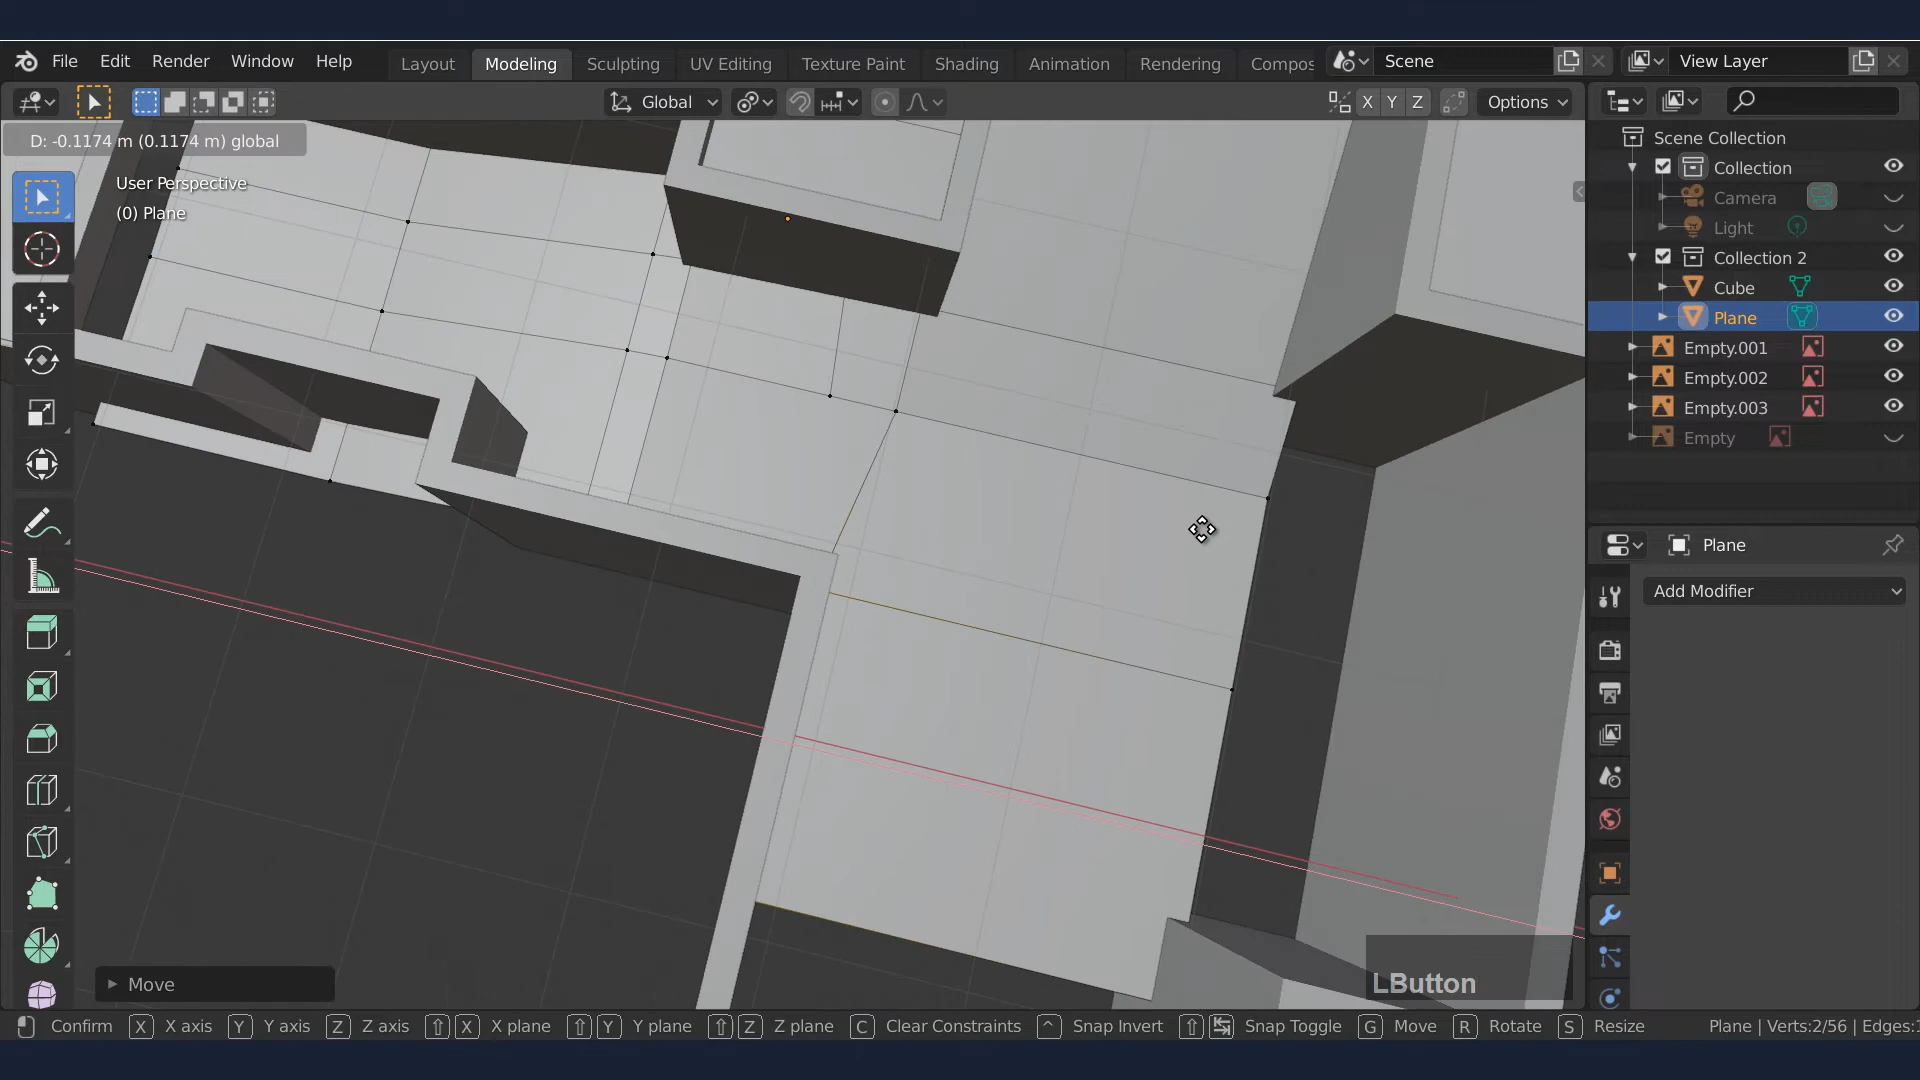 File Edit Render Window Help Layout Modeling Sculpting UV Editing Texture Paint Shading Animation Rendering Compos Scene View Layer
Global X Y Z Options
D: -0.1174 m (0.1174 m) global
User Perspective
(0) Plane
Scene Collection
Collection
Camera
Light
Collection 2
Cube
Plane
Empty.001
Empty.002
Empty.003
Empty
Plane
Add Modifier
Move
LButton
Confirm X X axis Y Y axis Z Z axis X X plane Y Y plane Z Z plane C Clear Constraints ^ Snap Invert Snap Toggle G Move R Rotate S Resize Plane | Verts:2/56 | Edges: